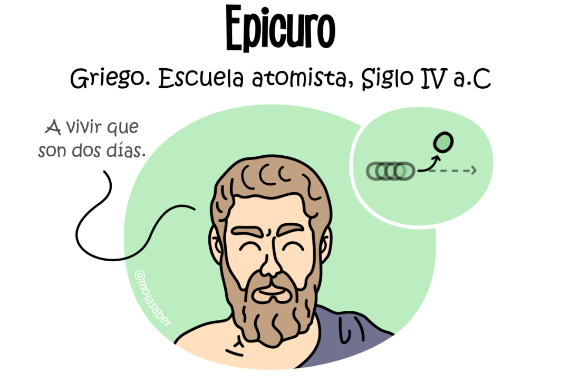 Epicuro
Griego. Escuela atomista, Siglo IV a.C
A vivir que
son dos días.
@molasaber